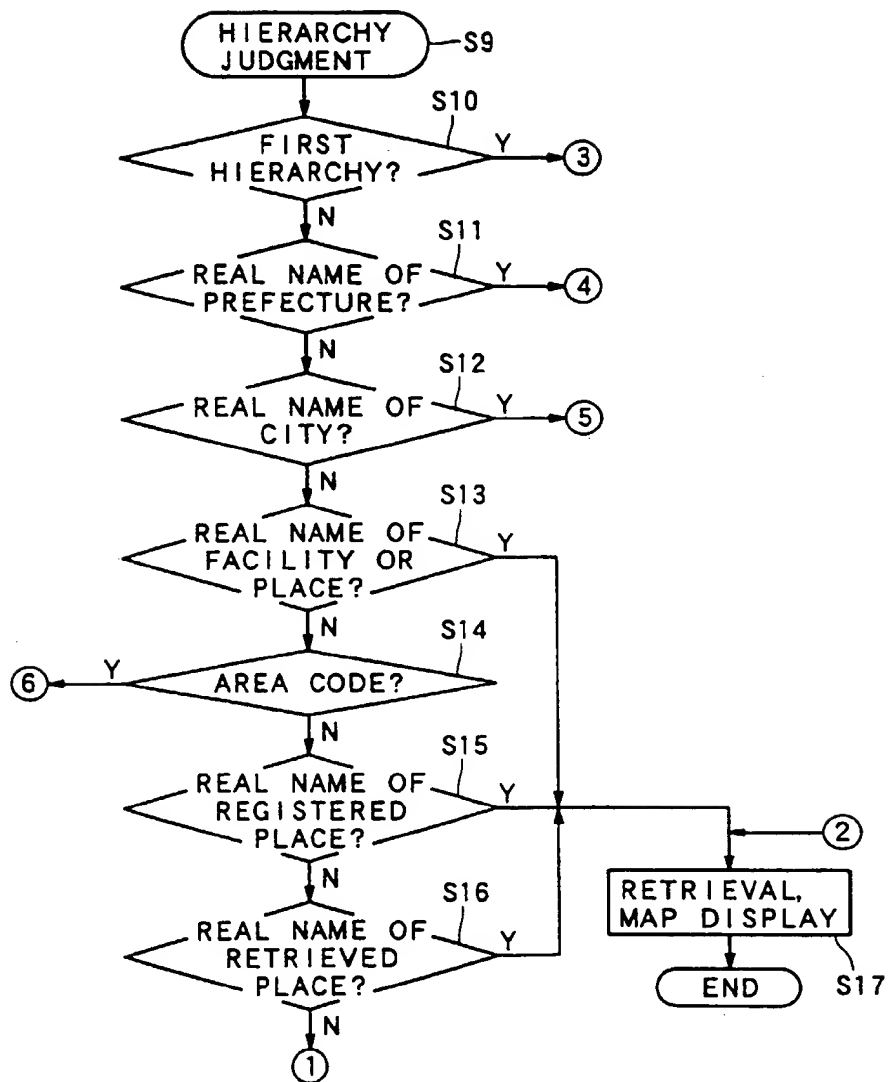 HIERARCHY
JUDGMENT
S9
S10
FIRST
HIERARCHY?
Y
3
N
S11
REAL NAME OF
PREFECTURE?
Y
4
N
S12
REAL NAME OF
CITY?
Y
5
N
S13
REAL NAME OF
FACILITY OR
PLACE?
Y
N
S14
6
Y
AREA CODE?
N
S15
REAL NAME OF
REGISTERED
PLACE?
Y
2
N
S16
REAL NAME OF
RETRIEVED
PLACE?
Y
RETRIEVAL,
MAP DISPLAY
S17
END
N
1